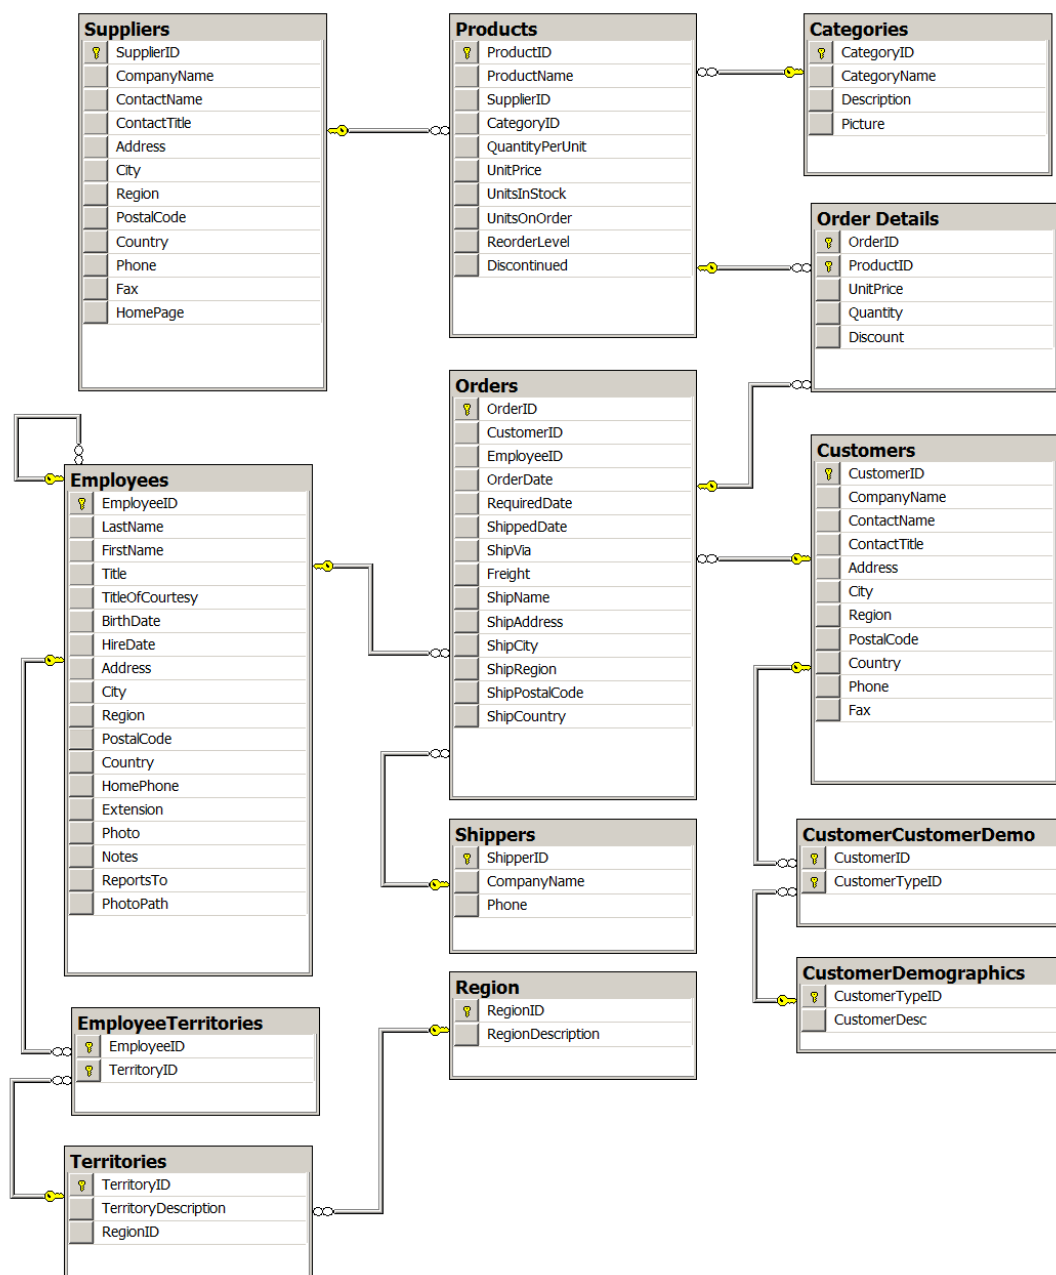 Suppliers
SupplierID
CompanyName
ContactName
ContactTitle
Address
City
Region
PostalCode
Country
Phone
Fax
HomePage
Products
ProductID
ProductName
SupplierID
CategoryID
QuantityPerUnit
UnitPrice
UnitsInStock
UnitsOnOrder
ReorderLevel
Discontinued
Categories
CategoryID
CategoryName
Description
Picture
Order Details
OrderID
ProductID
UnitPrice
Quantity
Discount
Employees
EmployeeID
LastName
FirstName
Title
TitleOfCourtesy
BirthDate
HireDate
Address
City
Region
PostalCode
Country
HomePhone
Extension
Photo
Notes
ReportsTo
PhotoPath
Orders
OrderID
CustomerID
EmployeeID
OrderDate
RequiredDate
ShippedDate
ShipVia
Freight
ShipName
ShipAddress
ShipCity
ShipRegion
ShipPostalCode
ShipCountry
Customers
CustomerID
CompanyName
ContactName
ContactTitle
Address
City
Region
PostalCode
Country
Phone
Fax
Shippers
ShipperID
CompanyName
Phone
CustomerCustomerDemo
CustomerID
CustomerTypeID
CustomerDemographics
CustomerTypeID
CustomerDesc
Region
RegionID
RegionDescription
EmployeeTerritories
EmployeeID
TerritoryID
Territories
TerritoryID
TerritoryDescription
RegionID